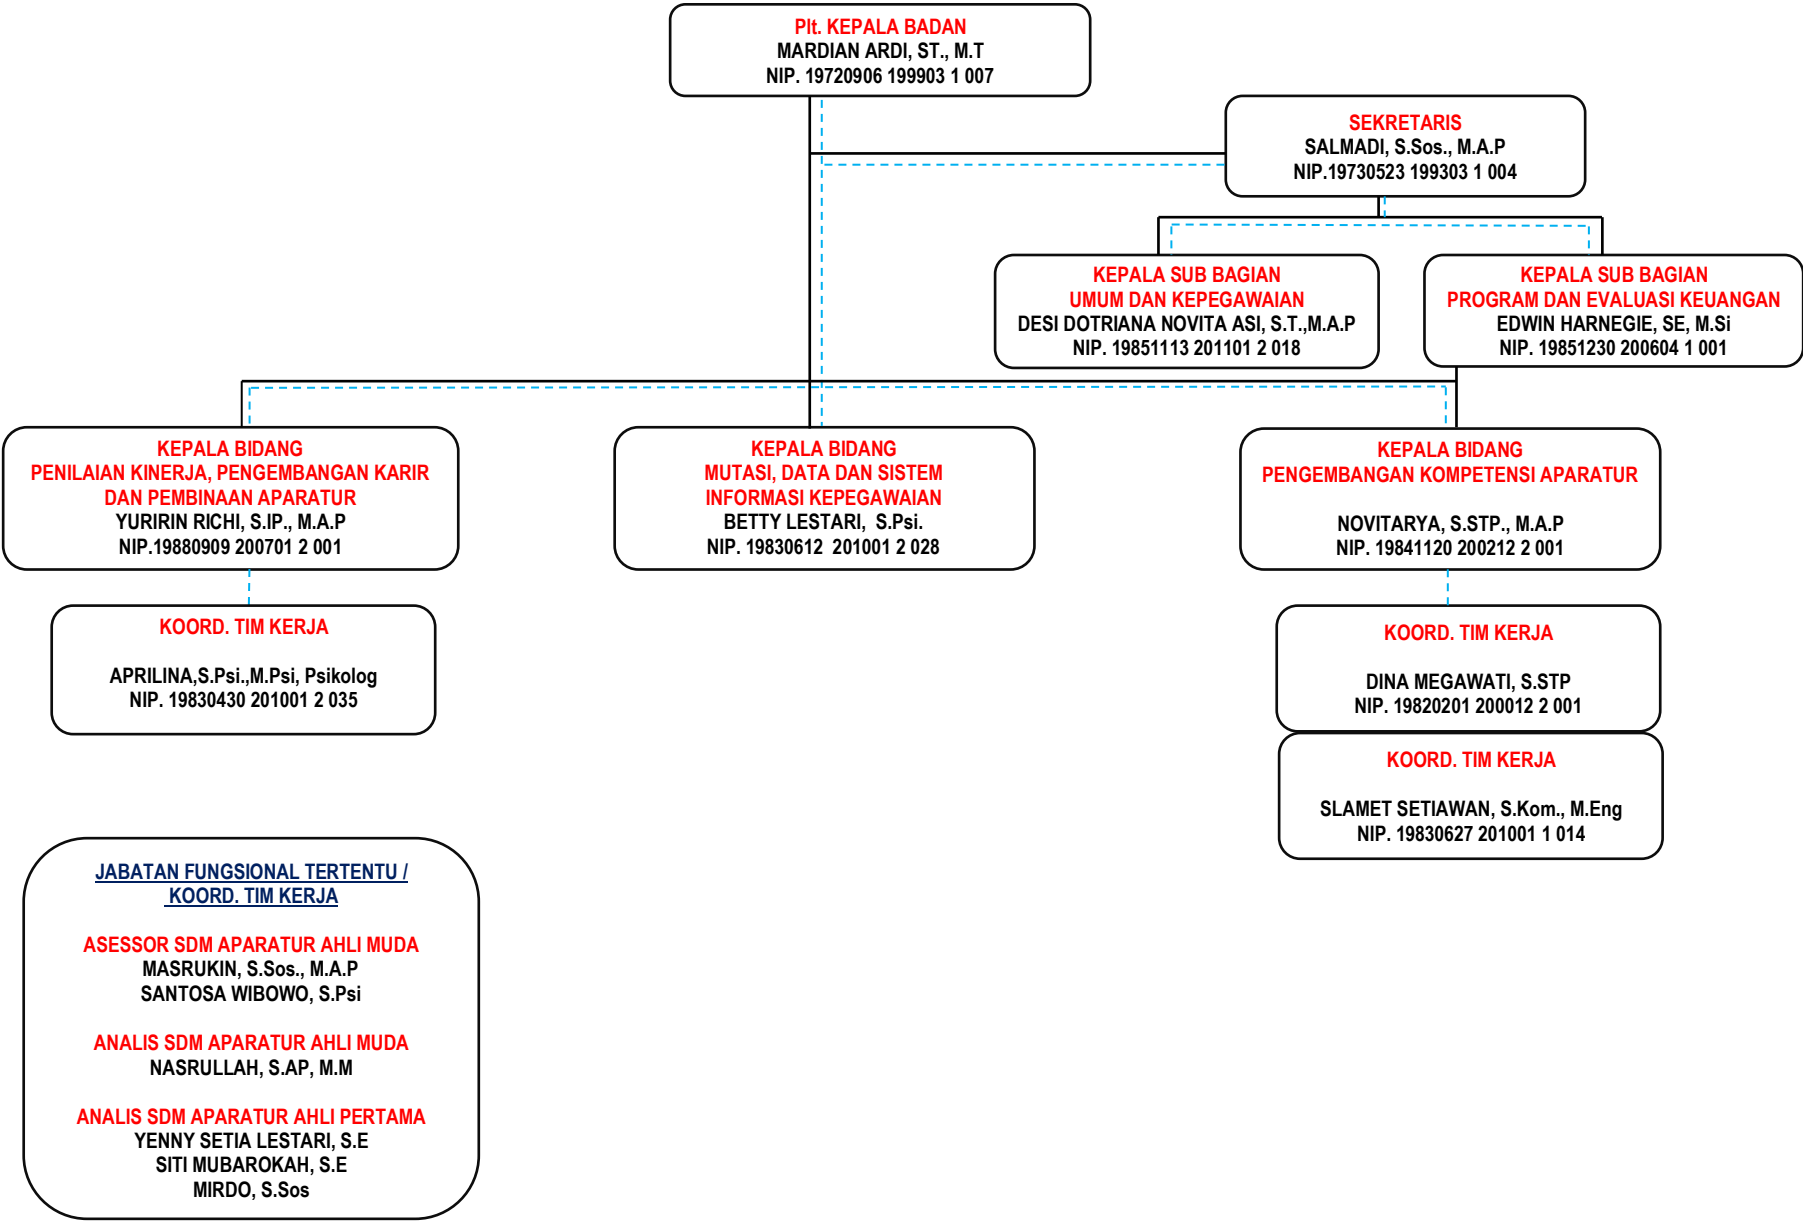 Plt. KEPALA BADAN
MARDIAN ARDI, ST., M.T
NIP. 19720906 199903 1 007
SEKRETARIS
SALMADI, S.Sos., M.A.P
NIP.19730523 199303 1 004
KEPALA SUB BAGIAN
UMUM DAN KEPEGAWAIAN
DESI DOTRIANA NOVITA ASI, S.T.,M.A.P
NIP. 19851113 201101 2 018
KEPALA SUB BAGIAN
PROGRAM DAN EVALUASI KEUANGAN
EDWIN HARNEGIE, SE, M.Si
NIP. 19851230 200604 1 001
KEPALA BIDANG
PENILAIAN KINERJA, PENGEMBANGAN KARIR
DAN PEMBINAAN APARATUR
YURIRIN RICHI, S.IP., M.A.P
NIP.19880909 200701 2 001
KEPALA BIDANG
MUTASI, DATA DAN SISTEM
INFORMASI KEPEGAWAIAN
BETTY LESTARI, S.Psi.
NIP. 19830612 201001 2 028
KEPALA BIDANG
PENGEMBANGAN KOMPETENSI APARATUR
NOVITARYA, S.STP., M.A.P
NIP. 19841120 200212 2 001
KOORD. TIM KERJA
APRILINA,S.Psi.,M.Psi, Psikolog
NIP. 19830430 201001 2 035
KOORD. TIM KERJA
DINA MEGAWATI, S.STP
NIP. 19820201 200012 2 001
KOORD. TIM KERJA
SLAMET SETIAWAN, S.Kom., M.Eng
NIP. 19830627 201001 1 014
JABATAN FUNGSIONAL TERTENTU /
KOORD. TIM KERJA
ASESSOR SDM APARATUR AHLI MUDA
MASRUKIN, S.Sos., M.A.P
SANTOSA WIBOWO, S.Psi
ANALIS SDM APARATUR AHLI MUDA
NASRULLAH, S.AP, M.M
ANALIS SDM APARATUR AHLI PERTAMA
YENNY SETIA LESTARI, S.E
SITI MUBAROKAH, S.E
MIRDO, S.Sos